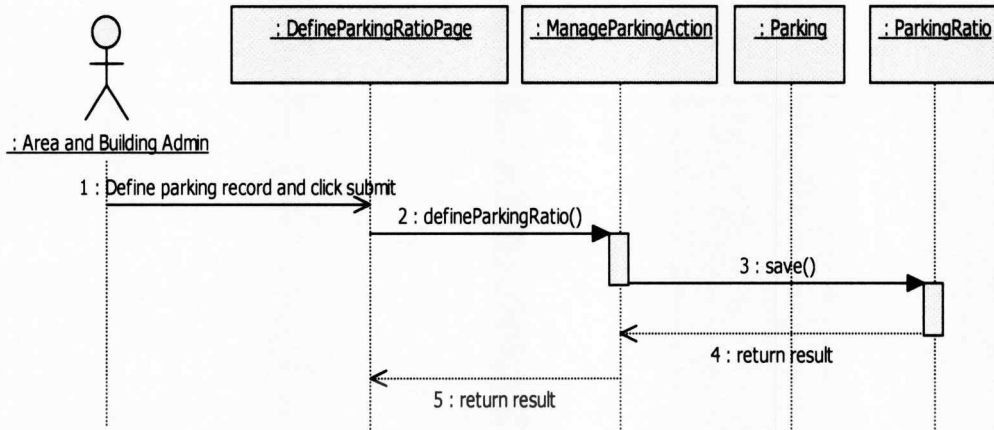 : DefineParkingRatioPage
: ManageParkingAction
: Parking
: ParkingRatio
: Area and Building Admin
1 : Define parking record and click submit
2 : defineParkingRatio()
3 : save()
4 : return result
5 : return result